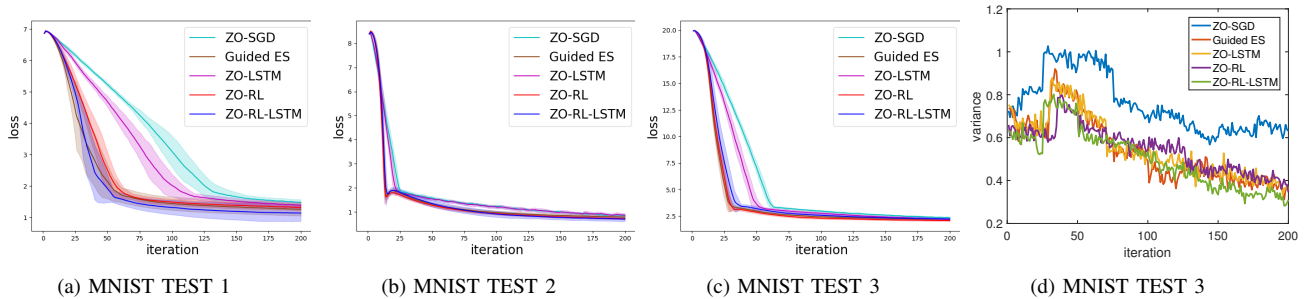 7
6
5
4
3
2
1
loss
0
25
50
75
100
125
150
175
200
iteration
ZO-SGD
Guided ES
ZO-LSTM
ZO-RL
ZO-RL-LSTM
(a) MNIST TEST 1
8
7
6
5
4
3
2
1
loss
0
25
50
75
100
125
150
175
200
iteration
ZO-SGD
Guided ES
ZO-LSTM
ZO-RL
ZO-RL-LSTM
(b) MNIST TEST 2
20.0
17.5
15.0
12.5
10.0
7.5
5.0
2.5
loss
0
25
50
75
100
125
150
175
200
iteration
ZO-SGD
Guided ES
ZO-LSTM
ZO-RL
ZO-RL-LSTM
(c) MNIST TEST 3
1.2
1
0.8
0.6
0.4
0.2
variance
0
50
100
150
200
iteration
ZO-SGD
Guided ES
ZO-LSTM
ZO-RL
ZO-RL-LSTM
(d) MNIST TEST 3